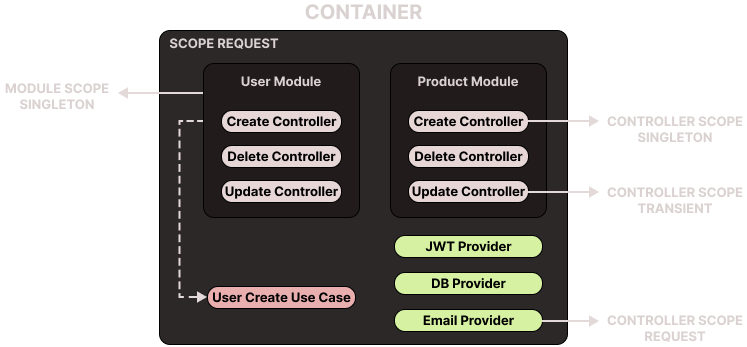 CONTAINER
SCOPE REQUEST
MODULE SCOPE
SINGLETON
User Module
Create Controller
Delete Controller
Update Controller
Product Module
Create Controller
Delete Controller
Update Controller
CONTROLLER SCOPE
SINGLETON
CONTROLLER SCOPE
TRANSIENT
JWT Provider
DB Provider
Email Provider
User Create Use Case
CONTROLLER SCOPE
REQUEST